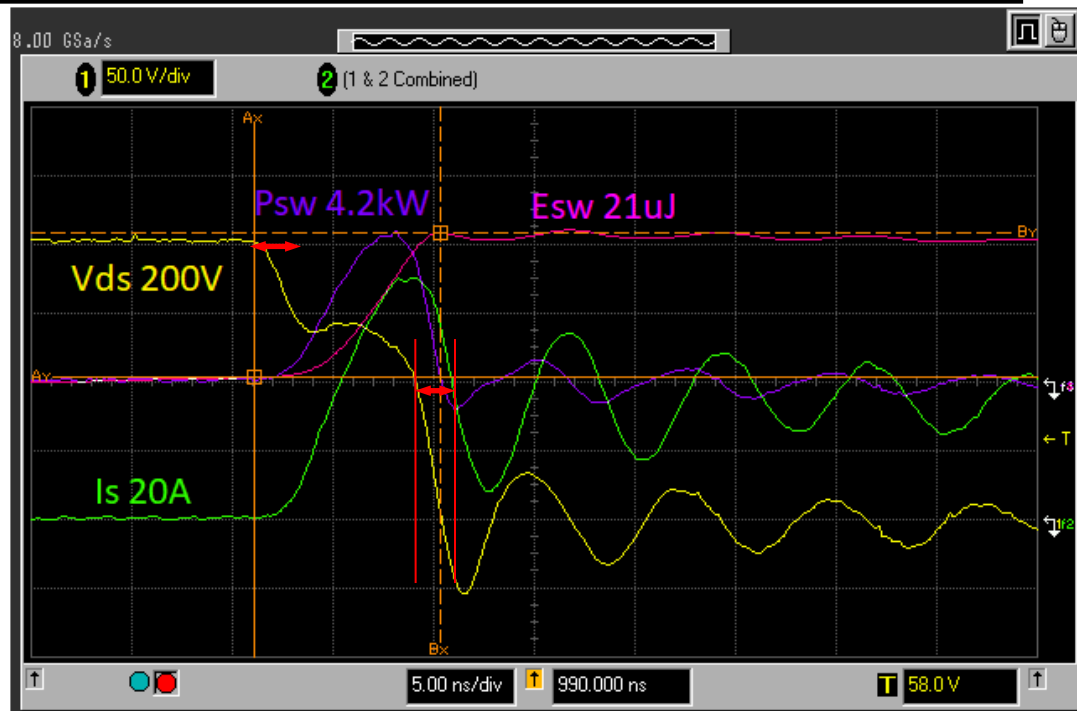 8.00 GSa/s
1 50.0 V/div 2 (1 & 2 Combined)
Ax
Psw 4.2kW Esw 21uJ
By
Vds 200V
Ax
T
Is 20A
Bx
5.00 ns/div 990.000 ns T 58.0 V